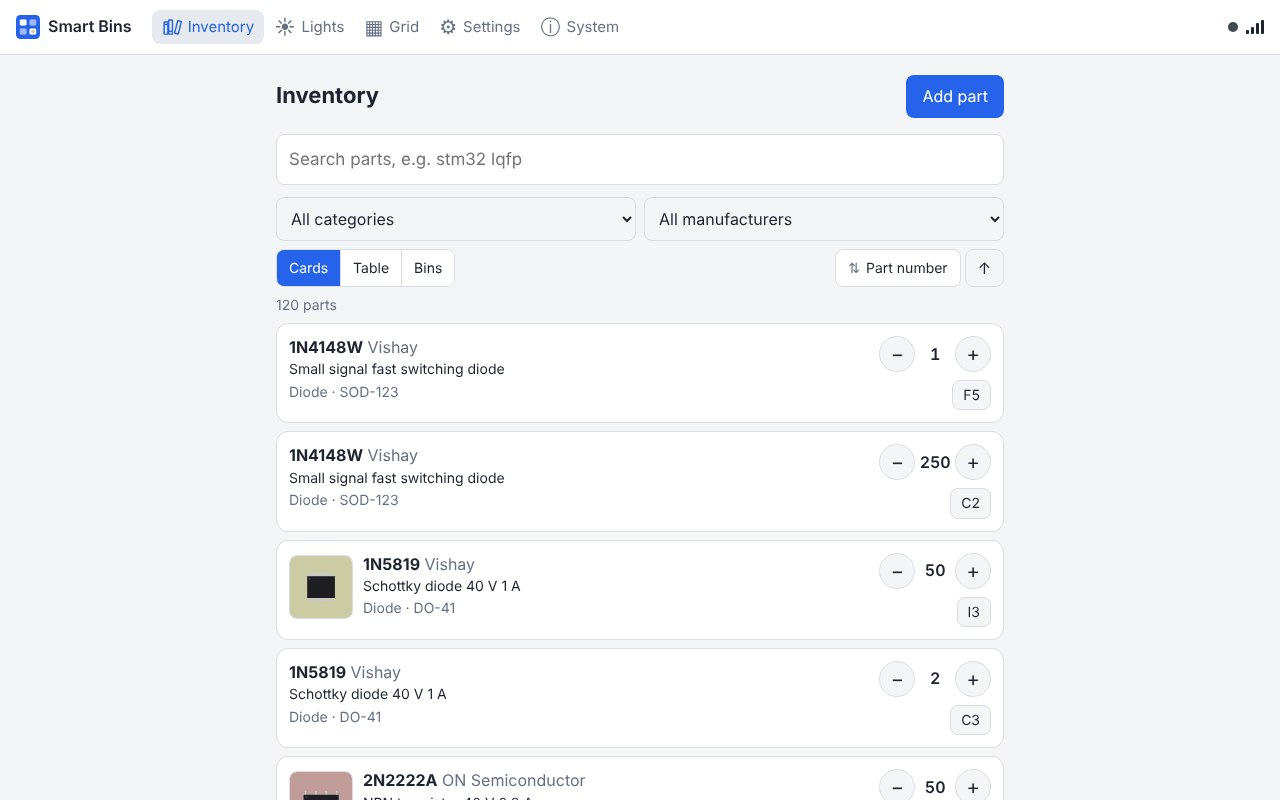 Smart Bins Inventory Lights Grid Settings System
Inventory
Add part
Search parts, e.g. stm32 lqfp
All categories All manufacturers
Cards Table Bins Part number
120 parts
1N4148W Vishay
Small signal fast switching diode
Diode · SOD-123
− 1 +
F5
1N4148W Vishay
Small signal fast switching diode
Diode · SOD-123
− 250 +
C2
1N5819 Vishay
Schottky diode 40 V 1 A
Diode · DO-41
− 50 +
I3
1N5819 Vishay
Schottky diode 40 V 1 A
Diode · DO-41
− 2 +
C3
2N2222A ON Semiconductor
− 50 +